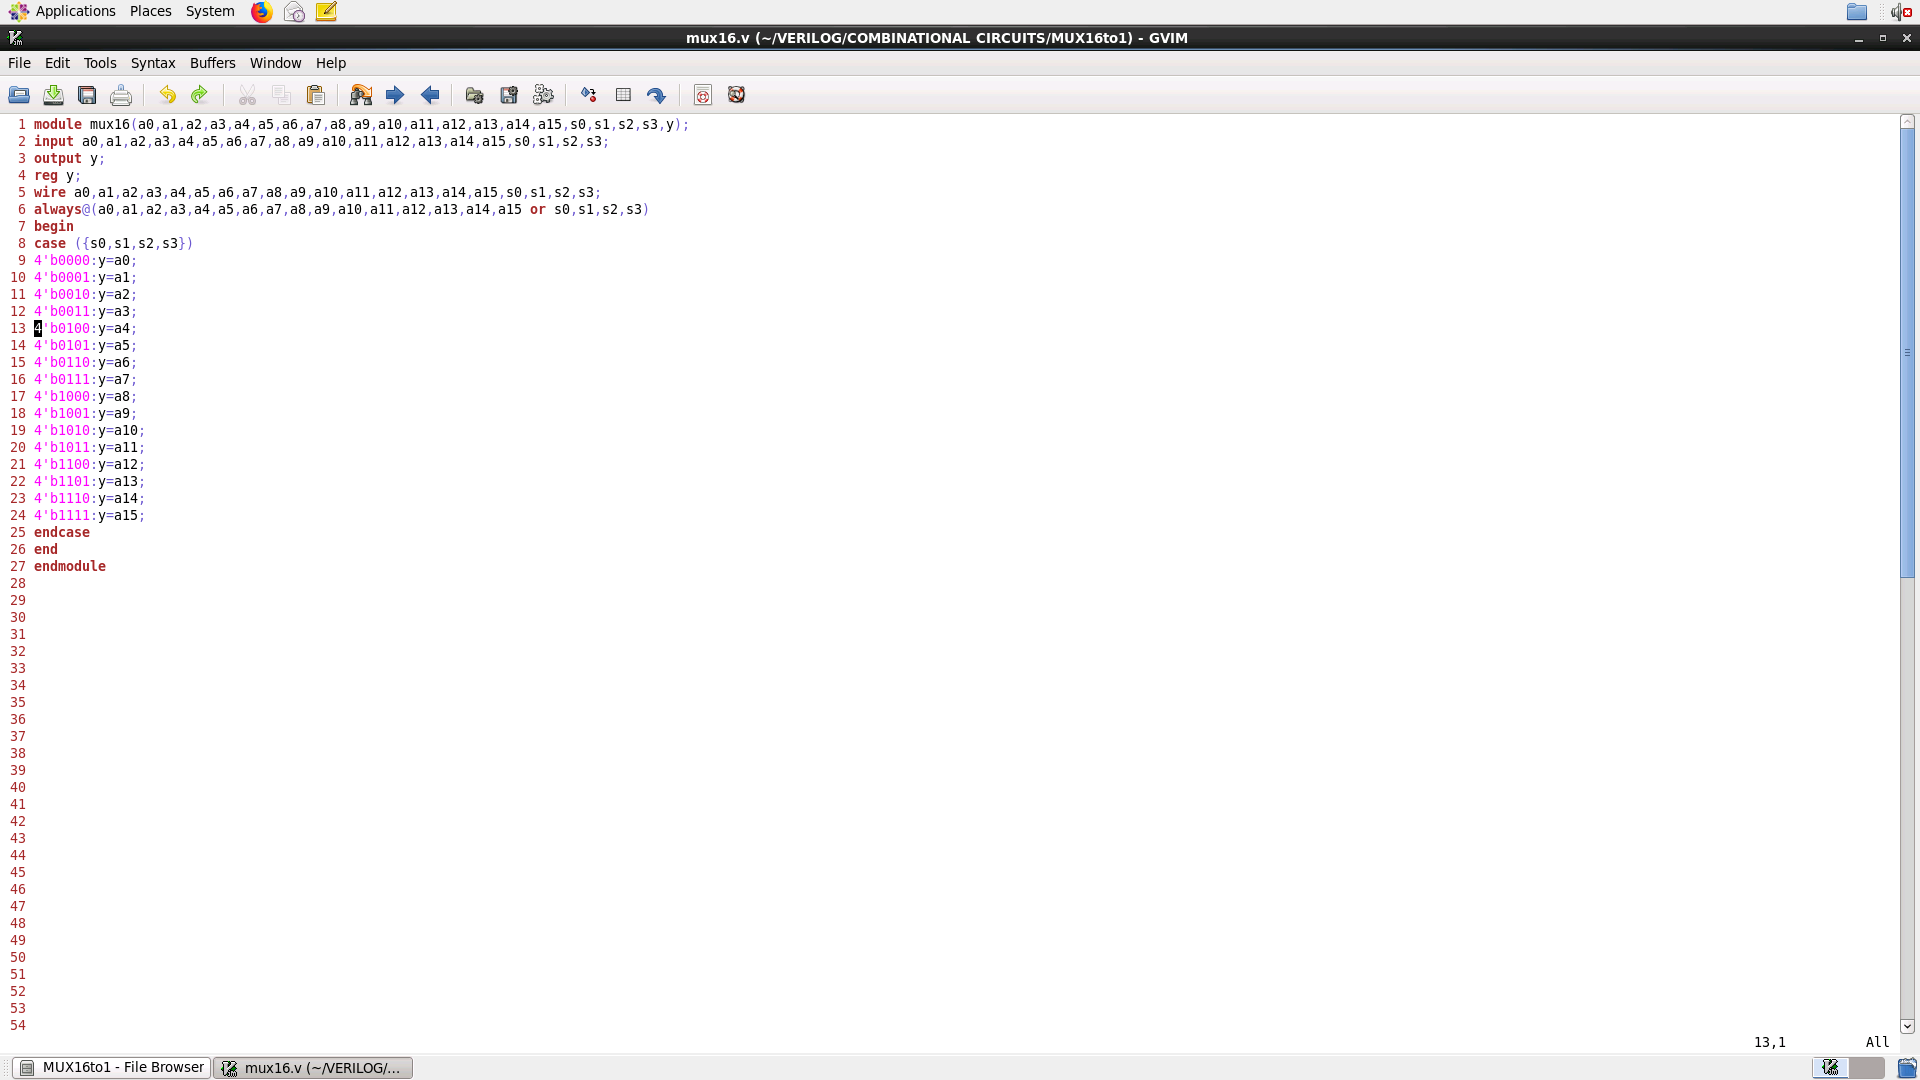 Applications Places System
mux16.v (~/VERILOG/COMBINATIONAL CIRCUITS/MUX16to1) - GVIM
File Edit Tools Syntax Buffers Window Help
1 module mux16(a0,a1,a2,a3,a4,a5,a6,a7,a8,a9,a10,a11,a12,a13,a14,a15,s0,s1,s2,s3,y);
2 input a0,a1,a2,a3,a4,a5,a6,a7,a8,a9,a10,a11,a12,a13,a14,a15,s0,s1,s2,s3;
3 output y;
4 reg y;
5 wire a0,a1,a2,a3,a4,a5,a6,a7,a8,a9,a10,a11,a12,a13,a14,a15,s0,s1,s2,s3;
6 always@(a0,a1,a2,a3,a4,a5,a6,a7,a8,a9,a10,a11,a12,a13,a14,a15 or s0,s1,s2,s3)
7 begin
8 case ({s0,s1,s2,s3})
9 4'b0000:y=a0;
10 4'b0001:y=a1;
11 4'b0010:y=a2;
12 4'b0011:y=a3;
13 4'b0100:y=a4;
14 4'b0101:y=a5;
15 4'b0110:y=a6;
16 4'b0111:y=a7;
17 4'b1000:y=a8;
18 4'b1001:y=a9;
19 4'b1010:y=a10;
20 4'b1011:y=a11;
21 4'b1100:y=a12;
22 4'b1101:y=a13;
23 4'b1110:y=a14;
24 4'b1111:y=a15;
25 endcase
26 end
27 endmodule
28
29
30
31
32
33
34
35
36
37
38
39
40
41
42
43
44
45
46
47
48
49
50
51
52
53
54
13,1 All
MUX16to1 - File Browser mux16.v (~/VERILOG/...